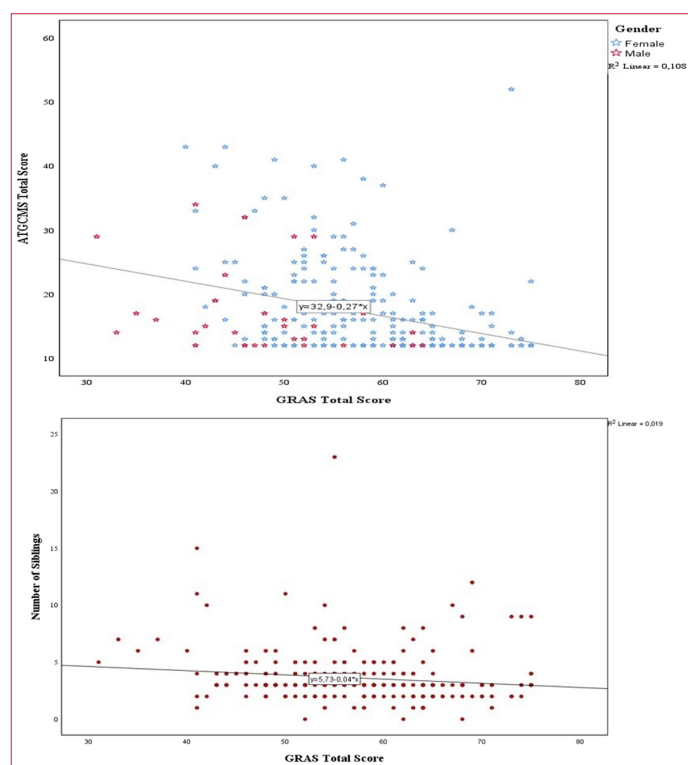 Gender
Female
Male
R² Linear = 0,108
60
50
40
30
20
10
ATGCMS Total Score
y=32,9-0,27*x
30 40 50 60 70 80
GRAS Total Score
R² Linear = 0,019
25
20
15
10
5
0
Number of Siblings
y=5,73-0,04*x
30 40 50 60 70 80
GRAS Total Score